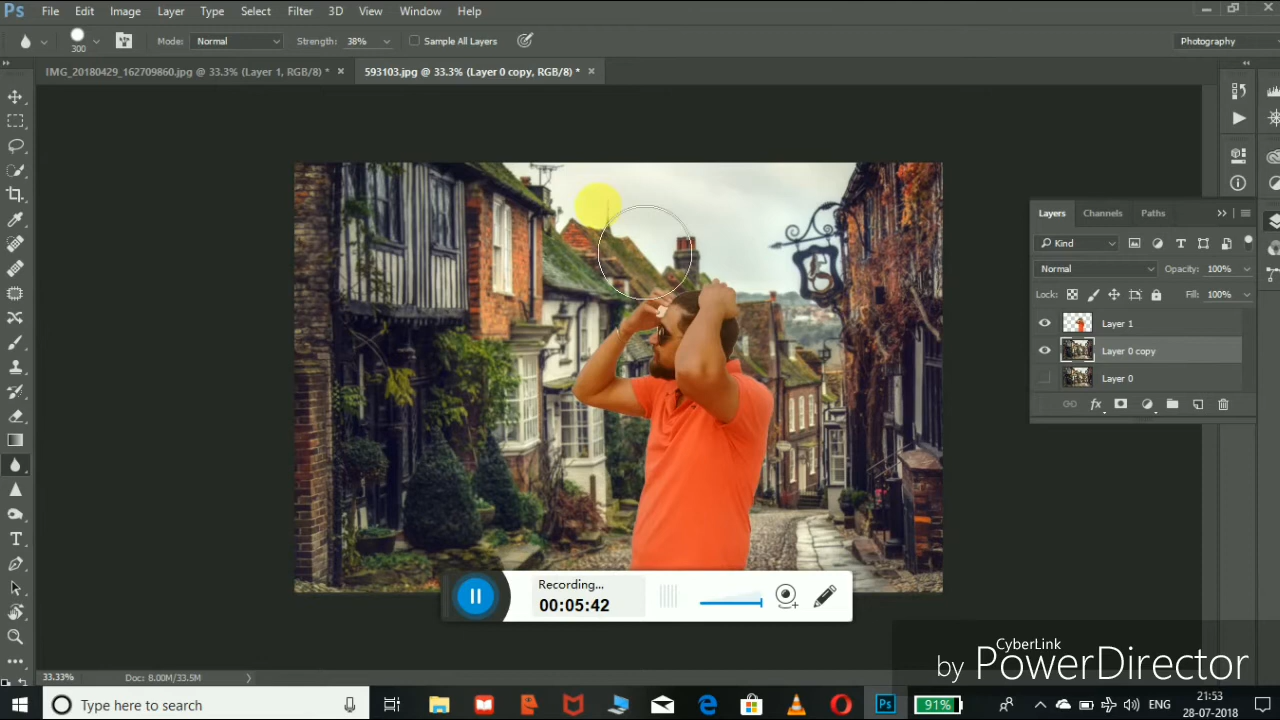 Ps File Edit Image Layer Type Select Filter 3D View Window Help
300 Mode: Normal Strength: 38% Sample All Layers Photography
IMG_20180429_162709860.jpg @ 33.3% (Layer 1, RGB/8) * × 593103.jpg @ 33.3% (Layer 0 copy, RGB/8) * ×
Layers Channels Paths
Kind
Normal Opacity: 100%
Lock: Fill: 100%
Layer 1
Layer 0 copy
Layer 0
fx
Recording...
00:05:42
CyberLink
by PowerDirector
33.33% Doc: 8.00M/33.5M
Type here to search
Ps
91%
ENG
21:53
28-07-2018